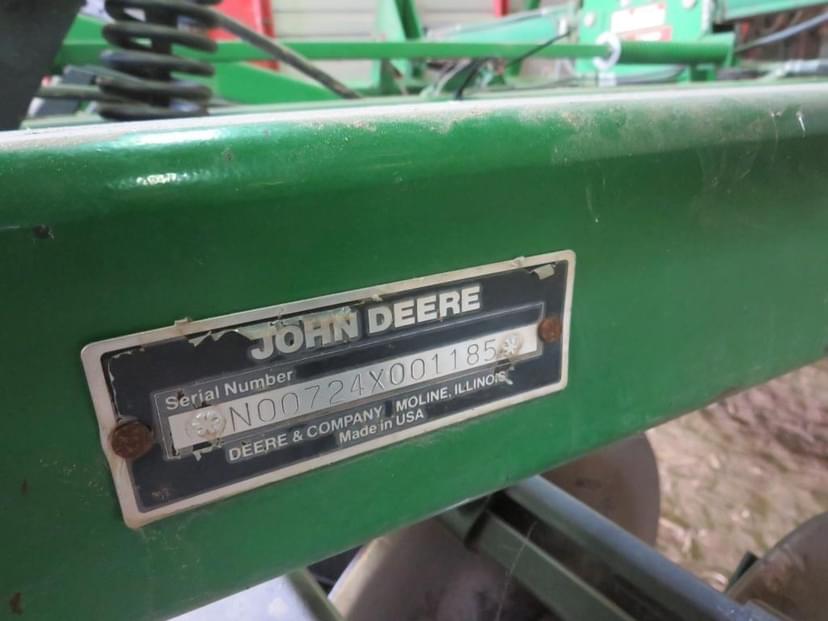 JOHN DEERE
Serial Number
N00724X001185
DEERE & COMPANY MOLINE, ILLINOIS
Made in USA